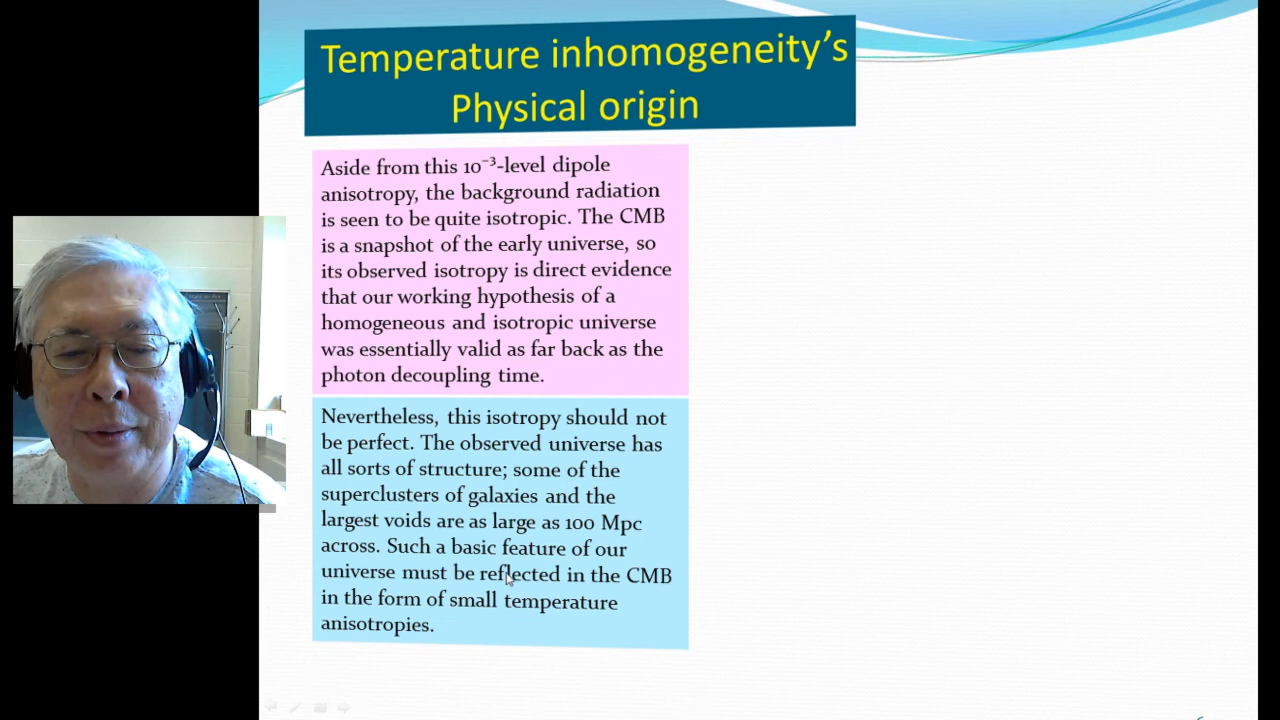 Temperature inhomogeneity’s
Physical origin
Aside from this 10⁻³-level dipole
anisotropy, the background radiation
is seen to be quite isotropic. The CMB
is a snapshot of the early universe, so
its observed isotropy is direct evidence
that our working hypothesis of a
homogeneous and isotropic universe
was essentially valid as far back as the
photon decoupling time.
Nevertheless, this isotropy should not
be perfect. The observed universe has
all sorts of structure; some of the
superclusters of galaxies and the
largest voids are as large as 100 Mpc
across. Such a basic feature of our
universe must be reflected in the CMB
in the form of small temperature
anisotropies.